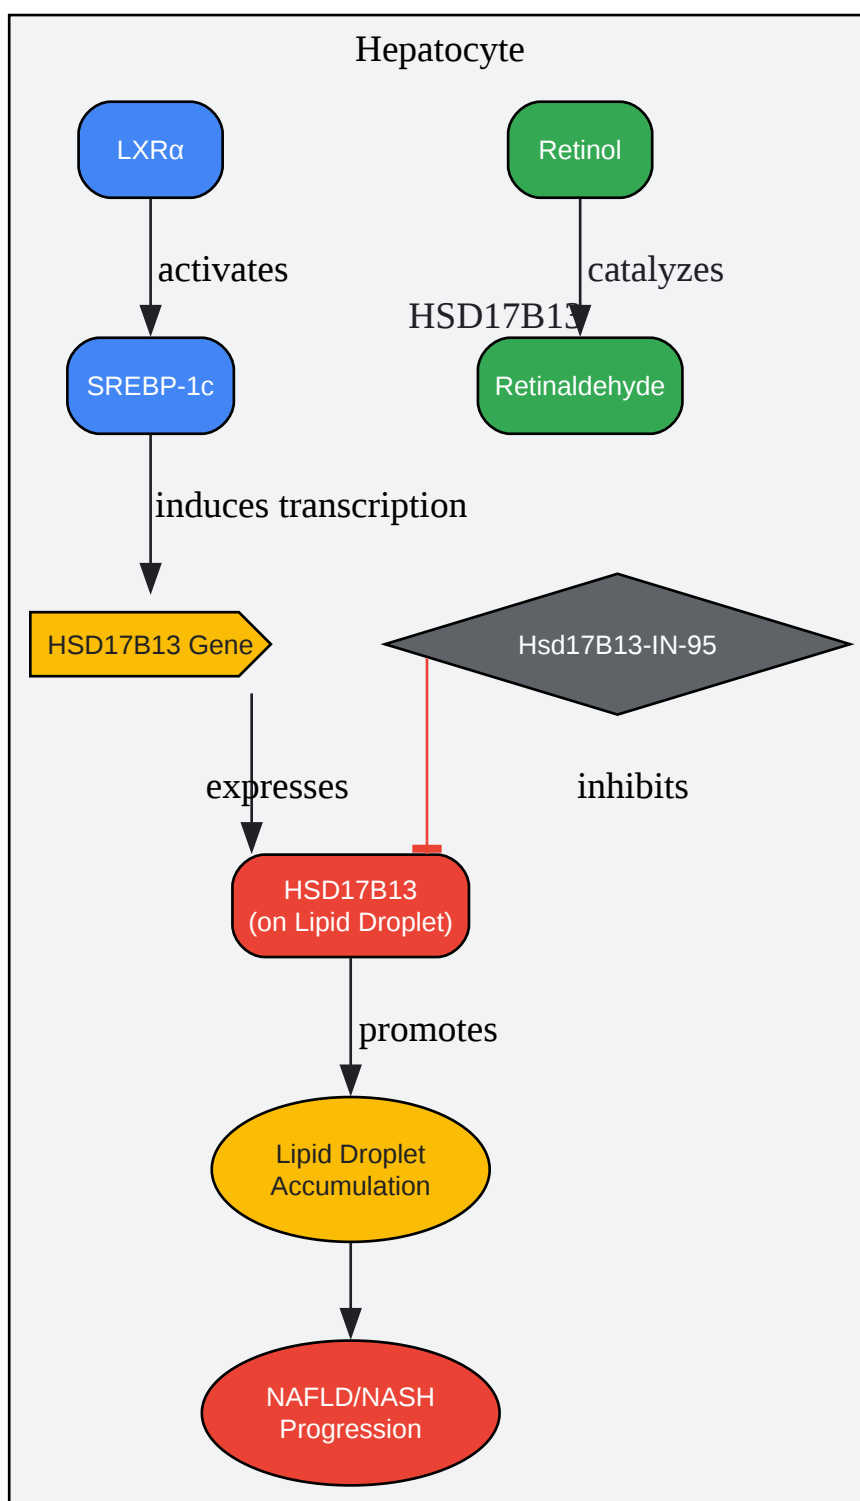 Hepatocyte
LXRα
Retinol
activates
catalyzes
HSD17B13
SREBP-1c
Retinaldehyde
induces transcription
HSD17B13 Gene
Hsd17B13-IN-95
expresses
inhibits
HSD17B13
(on Lipid Droplet)
promotes
Lipid Droplet
Accumulation
NAFLD/NASH
Progression